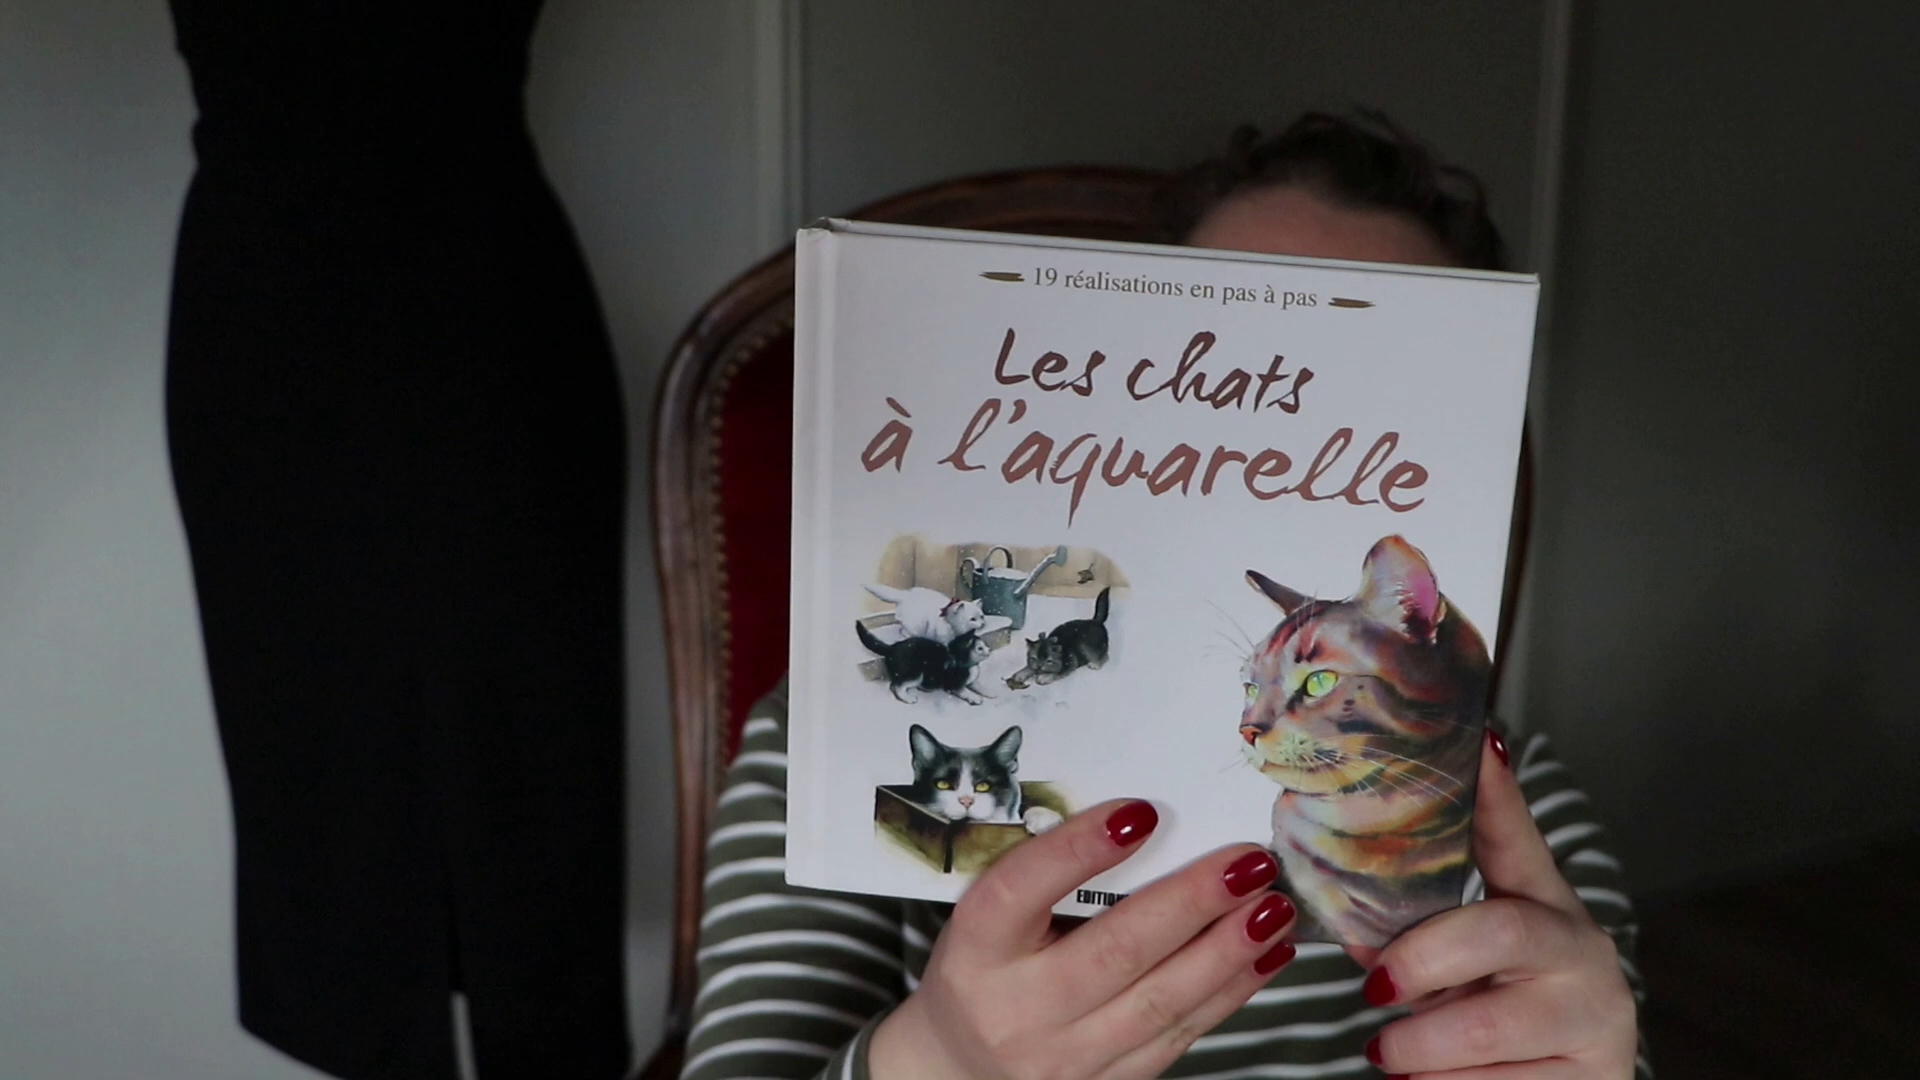 19 réalisations en pas à pas
Les chats
à l'aquarelle